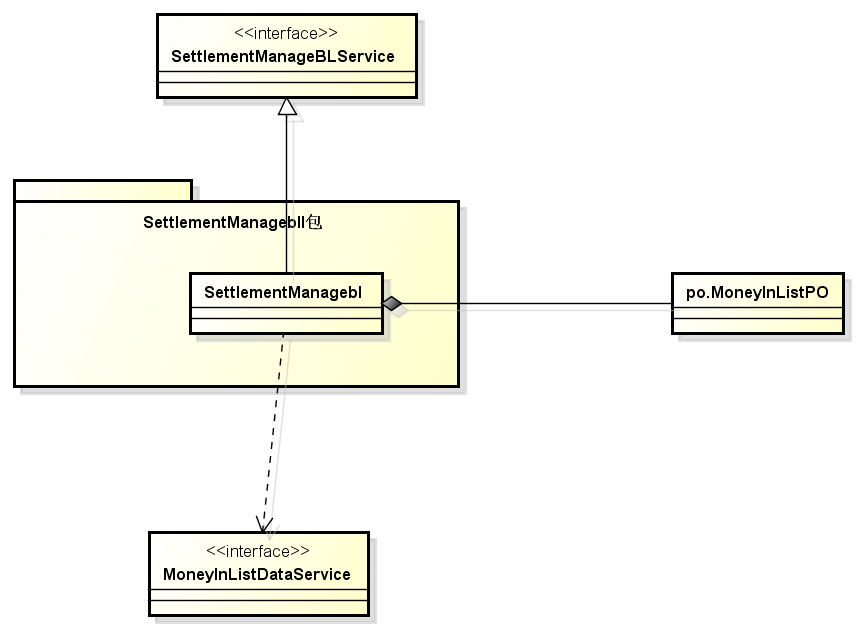 <<interface>>
SettlementManageBLService
SettlementManagebll包
SettlementManagebl
po.MoneyInListPO
<<interface>>
MoneyInListDataService